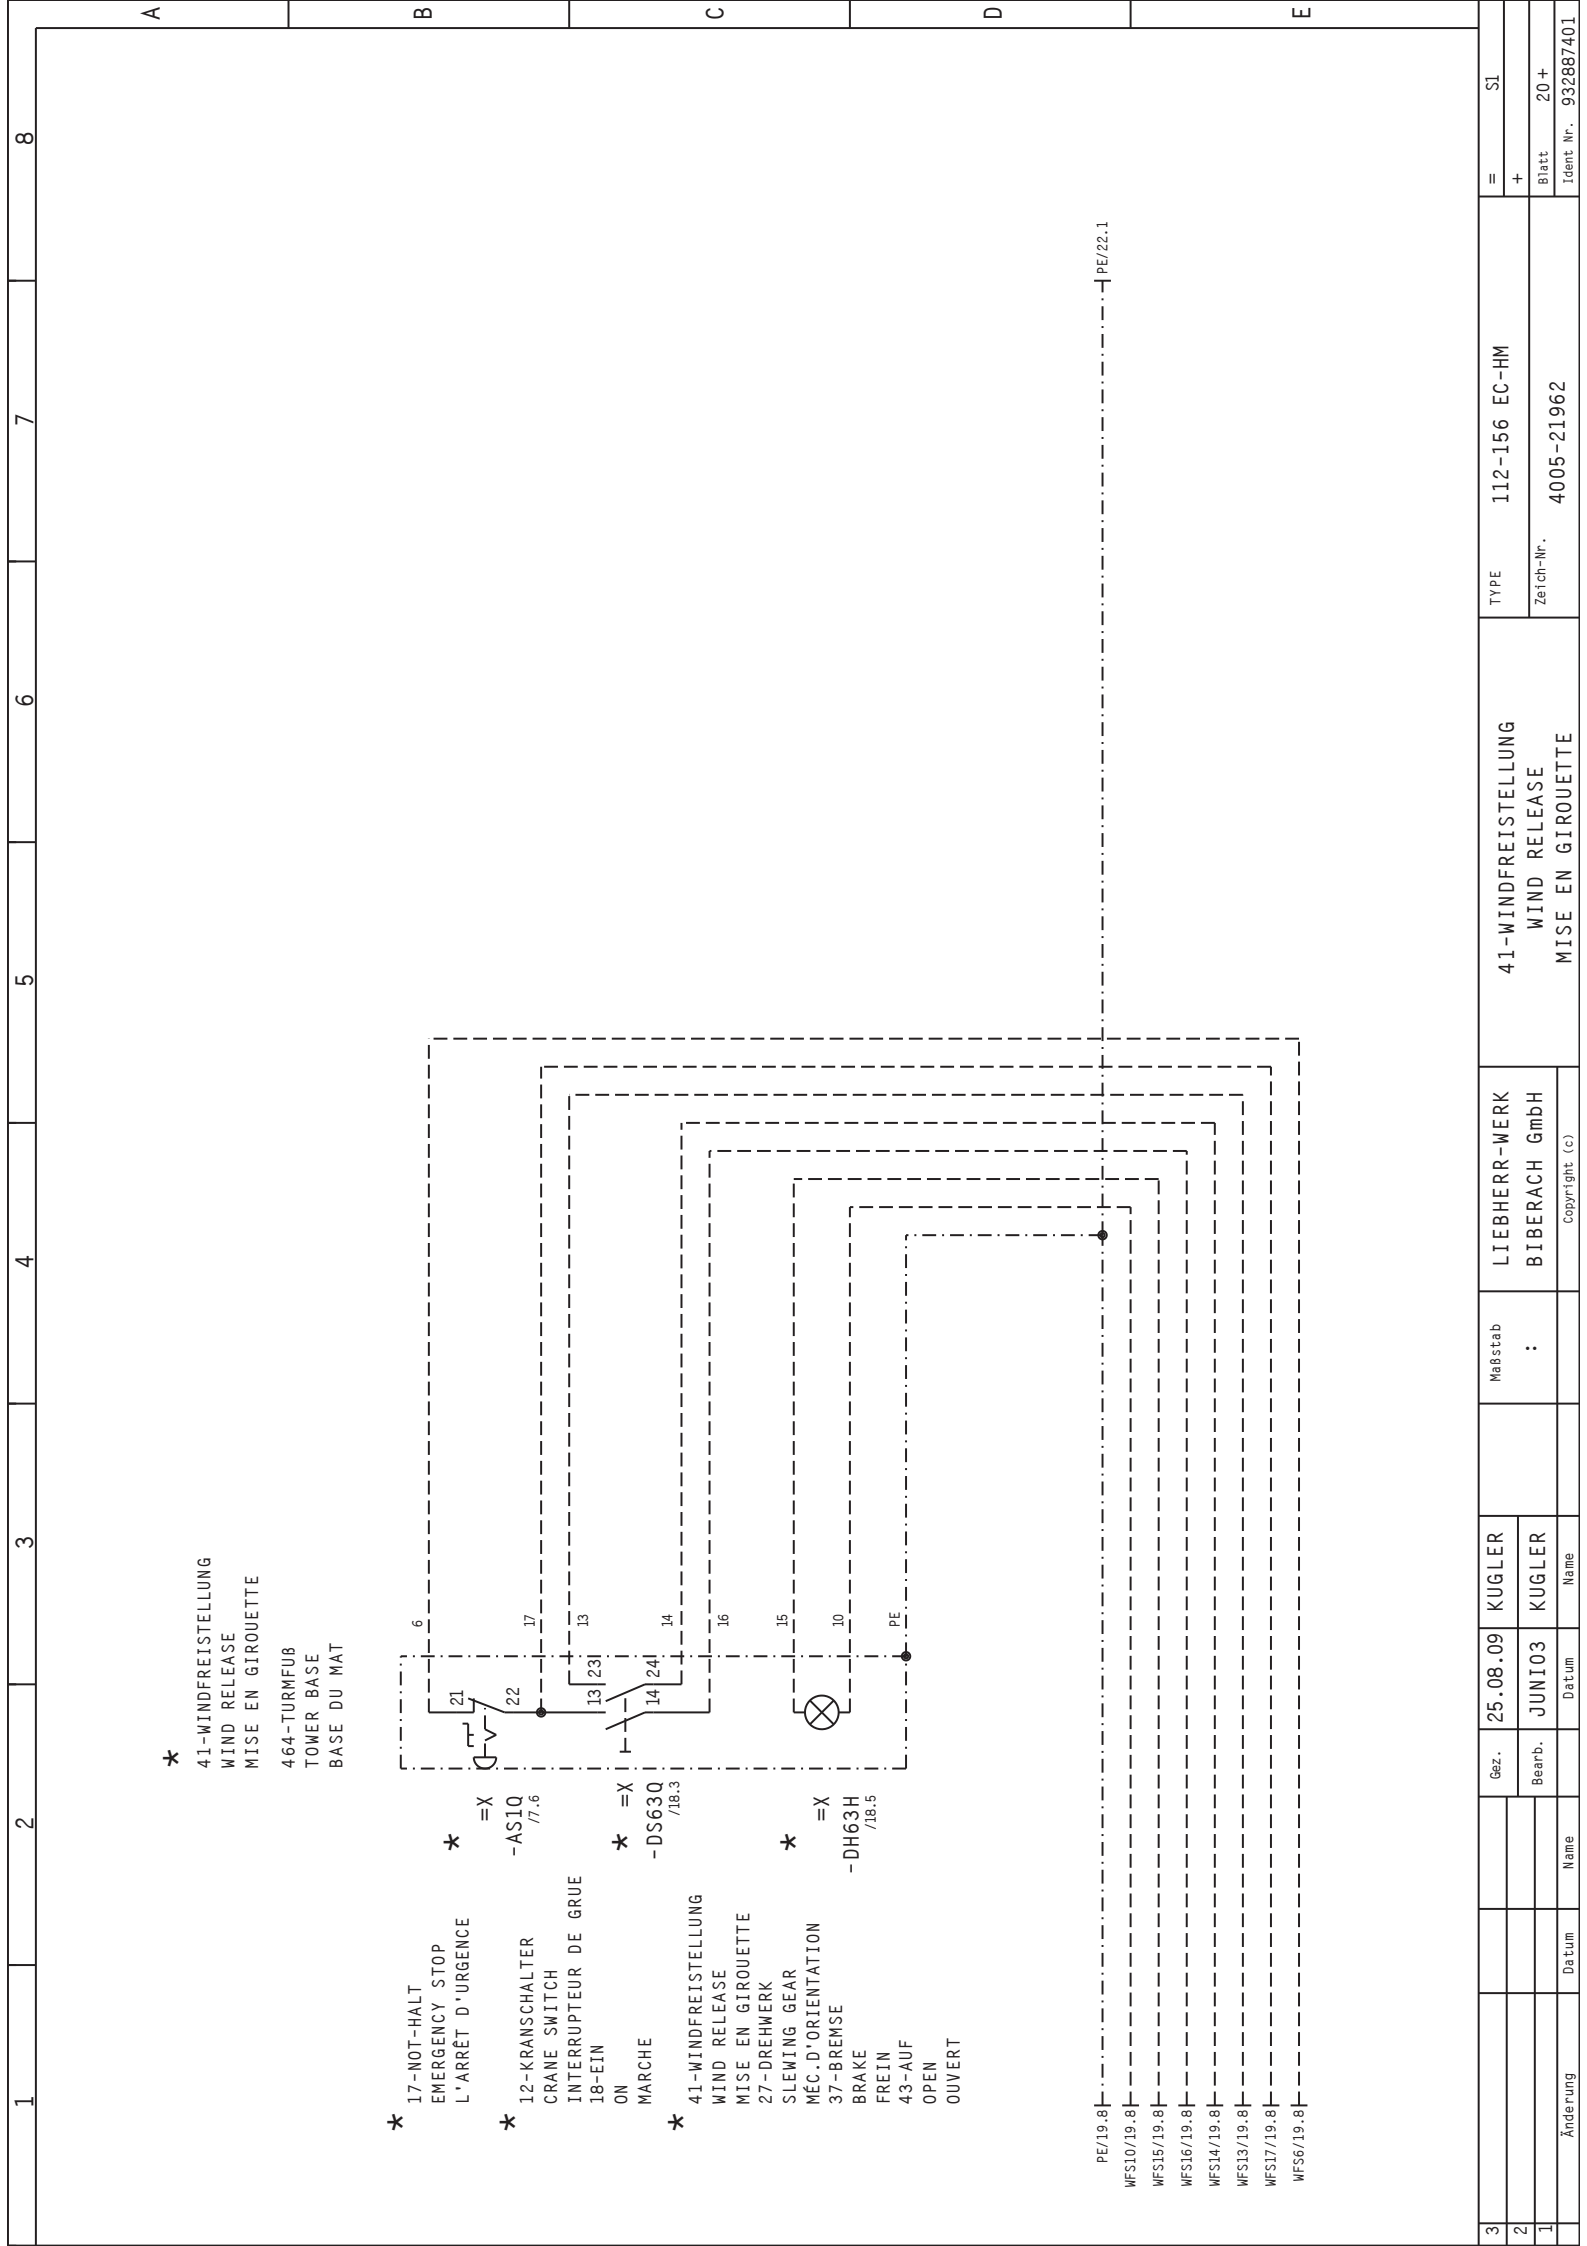 1 2 3 4 5 6 7 8
A
B
C
D
E
*
41-WINDFREISTELLUNG
WIND RELEASE
MISE EN GIROUETTE
464-TURMFUß
TOWER BASE
BASE DU MAT
*
17-NOT-HALT
EMERGENCY STOP
L'ARRÊT D'URGENCE
*
12-KRANSCHALTER
CRANE SWITCH
INTERRUPTEUR DE GRUE
18-EIN
ON
MARCHE
*
41-WINDFREISTELLUNG
WIND RELEASE
MISE EN GIROUETTE
27-DREHWERK
SLEWING GEAR
MÉC.D'ORIENTATION
37-BREMSE
BRAKE
FREIN
43-AUF
OPEN
OUVERT
*
=X
-AS1Q
/7.6
*
=X
-DS63Q
/18.3
*
=X
-DH63H
/18.5
21
22
13 23
14 24
6
17
13
14
16
15
10
PE
PE/22.1
PE/19.8
WFS10/19.8
WFS15/19.8
WFS16/19.8
WFS14/19.8
WFS13/19.8
WFS17/19.8
WFS6/19.8
3
2
1
Änderung Datum Name
Gez. 25.08.09 KUGLER
Bearb. JUNI03 KUGLER
Datum Name
Maßstab
:
LIEBHERR-WERK
BIBERACH GmbH
Copyright (c)
41-WINDFREISTELLUNG
WIND RELEASE
MISE EN GIROUETTE
TYPE 112-156 EC-HM
Zeich-Nr. 4005-21962
= S1
+
Blatt 20+
Ident Nr. 932887401